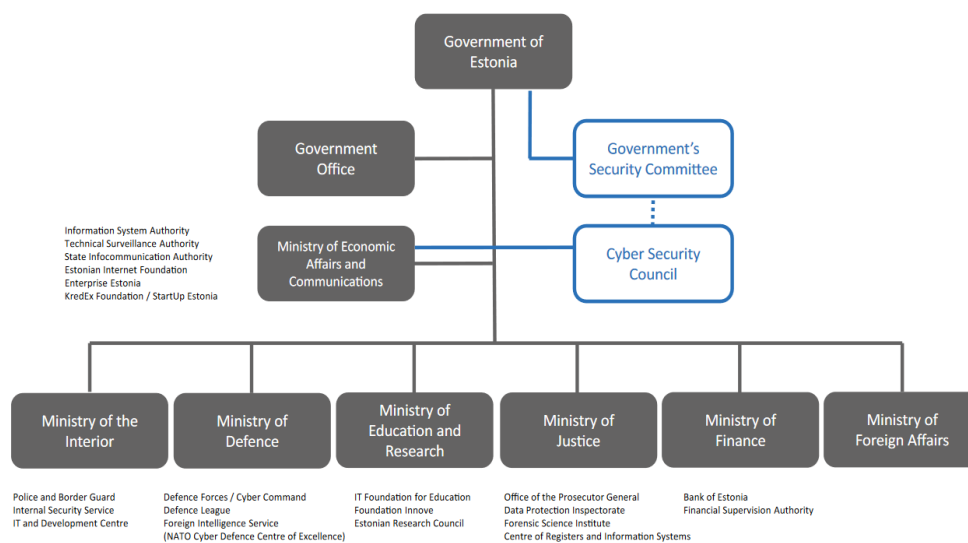 Government of
Estonia
Government
Office
Government's
Security Committee
Information System Authority
Technical Surveillance Authority
State Infocommunication Authority
Estonian Internet Foundation
Enterprise Estonia
KredEx Foundation / StartUp Estonia
Ministry of Economic
Affairs and
Communications
Cyber Security
Council
Ministry of the
Interior
Ministry of
Defence
Ministry of
Education and
Research
Ministry of
Justice
Ministry of
Finance
Ministry of
Foreign Affairs
Police and Border Guard
Internal Security Service
IT and Development Centre
Defence Forces / Cyber Command
Defence League
Foreign Intelligence Service
(NATO Cyber Defence Centre of Excellence)
IT Foundation for Education
Foundation Innove
Estonian Research Council
Office of the Prosecutor General
Data Protection Inspectorate
Forensic Science Institute
Centre of Registers and Information Systems
Bank of Estonia
Financial Supervision Authority